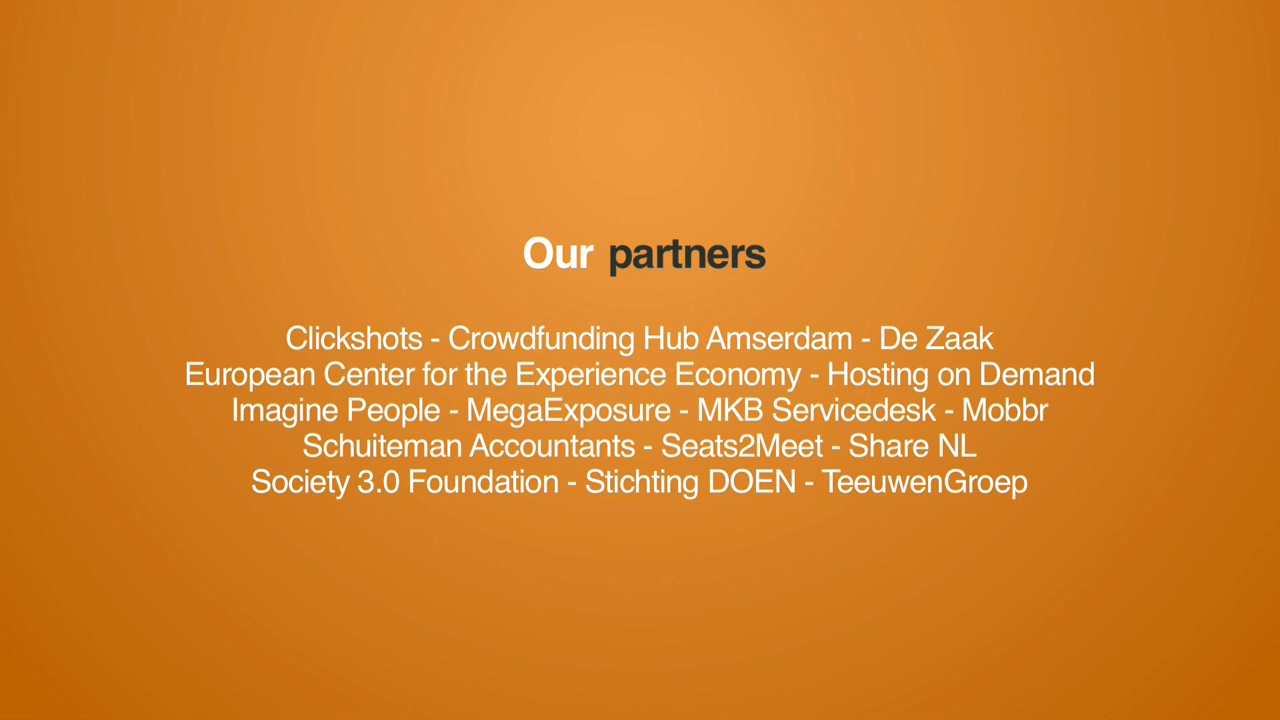 Our partners
Clickshots - Crowdfunding Hub Amserdam - De Zaak
European Center for the Experience Economy - Hosting on Demand
Imagine People - MegaExposure - MKB Servicedesk - Mobbr
Schuiteman Accountants - Seats2Meet - Share NL
Society 3.0 Foundation - Stichting DOEN - TeeuwenGroep